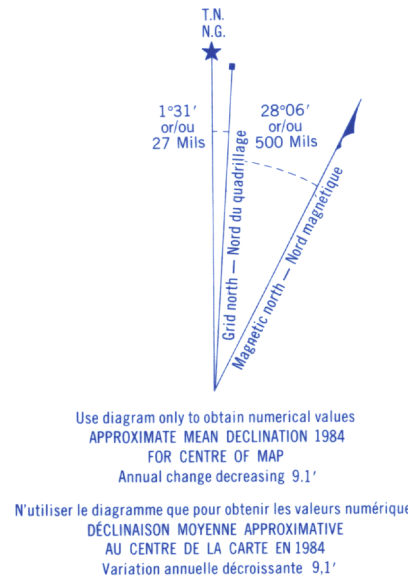 T.N.
N.G.
1°31′
or/ou
27 Mils
28°06′
or/ou
500 Mils
Grid north — Nord du quadrillage
Magnetic north — Nord magnétique
Use diagram only to obtain numerical values
APPROXIMATE MEAN DECLINATION 1984
FOR CENTRE OF MAP
Annual change decreasing 9.1′
N'utiliser le diagramme que pour obtenir les valeurs numérique
DÉCLINAISON MOYENNE APPROXIMATIVE
AU CENTRE DE LA CARTE EN 1984
Variation annuelle décroissante 9,1′